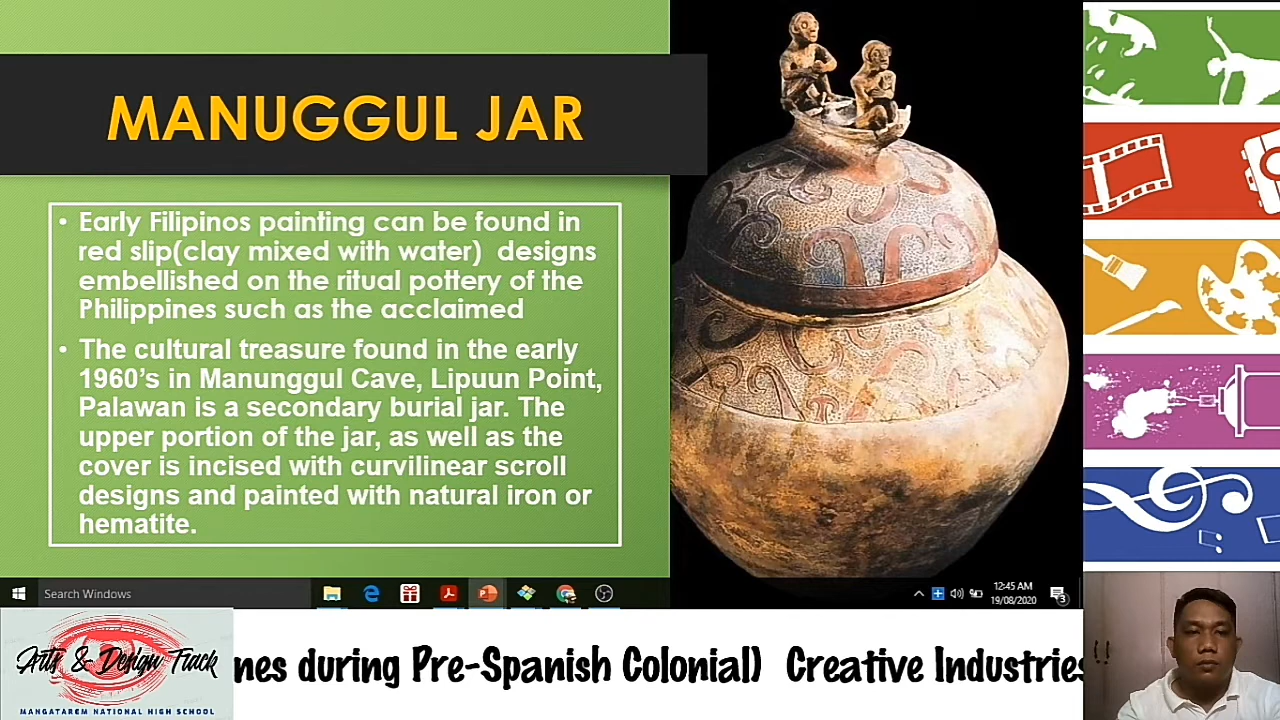 MANUGGUL JAR
• Early Filipinos painting can be found in
red slip(clay mixed with water) designs
embellished on the ritual pottery of the
Philippines such as the acclaimed
• The cultural treasure found in the early
1960's in Manunggul Cave, Lipuun Point,
Palawan is a secondary burial jar. The
upper portion of the jar, as well as the
cover is incised with curvilinear scroll
designs and painted with natural iron or
hematite.
Search Windows
12:45 AM
19/08/2020
3
Arts & Design Track
MANGATAREM NATIONAL HIGH SCHOOL
nes during Pre-Spanish Colonial) Creative Industries